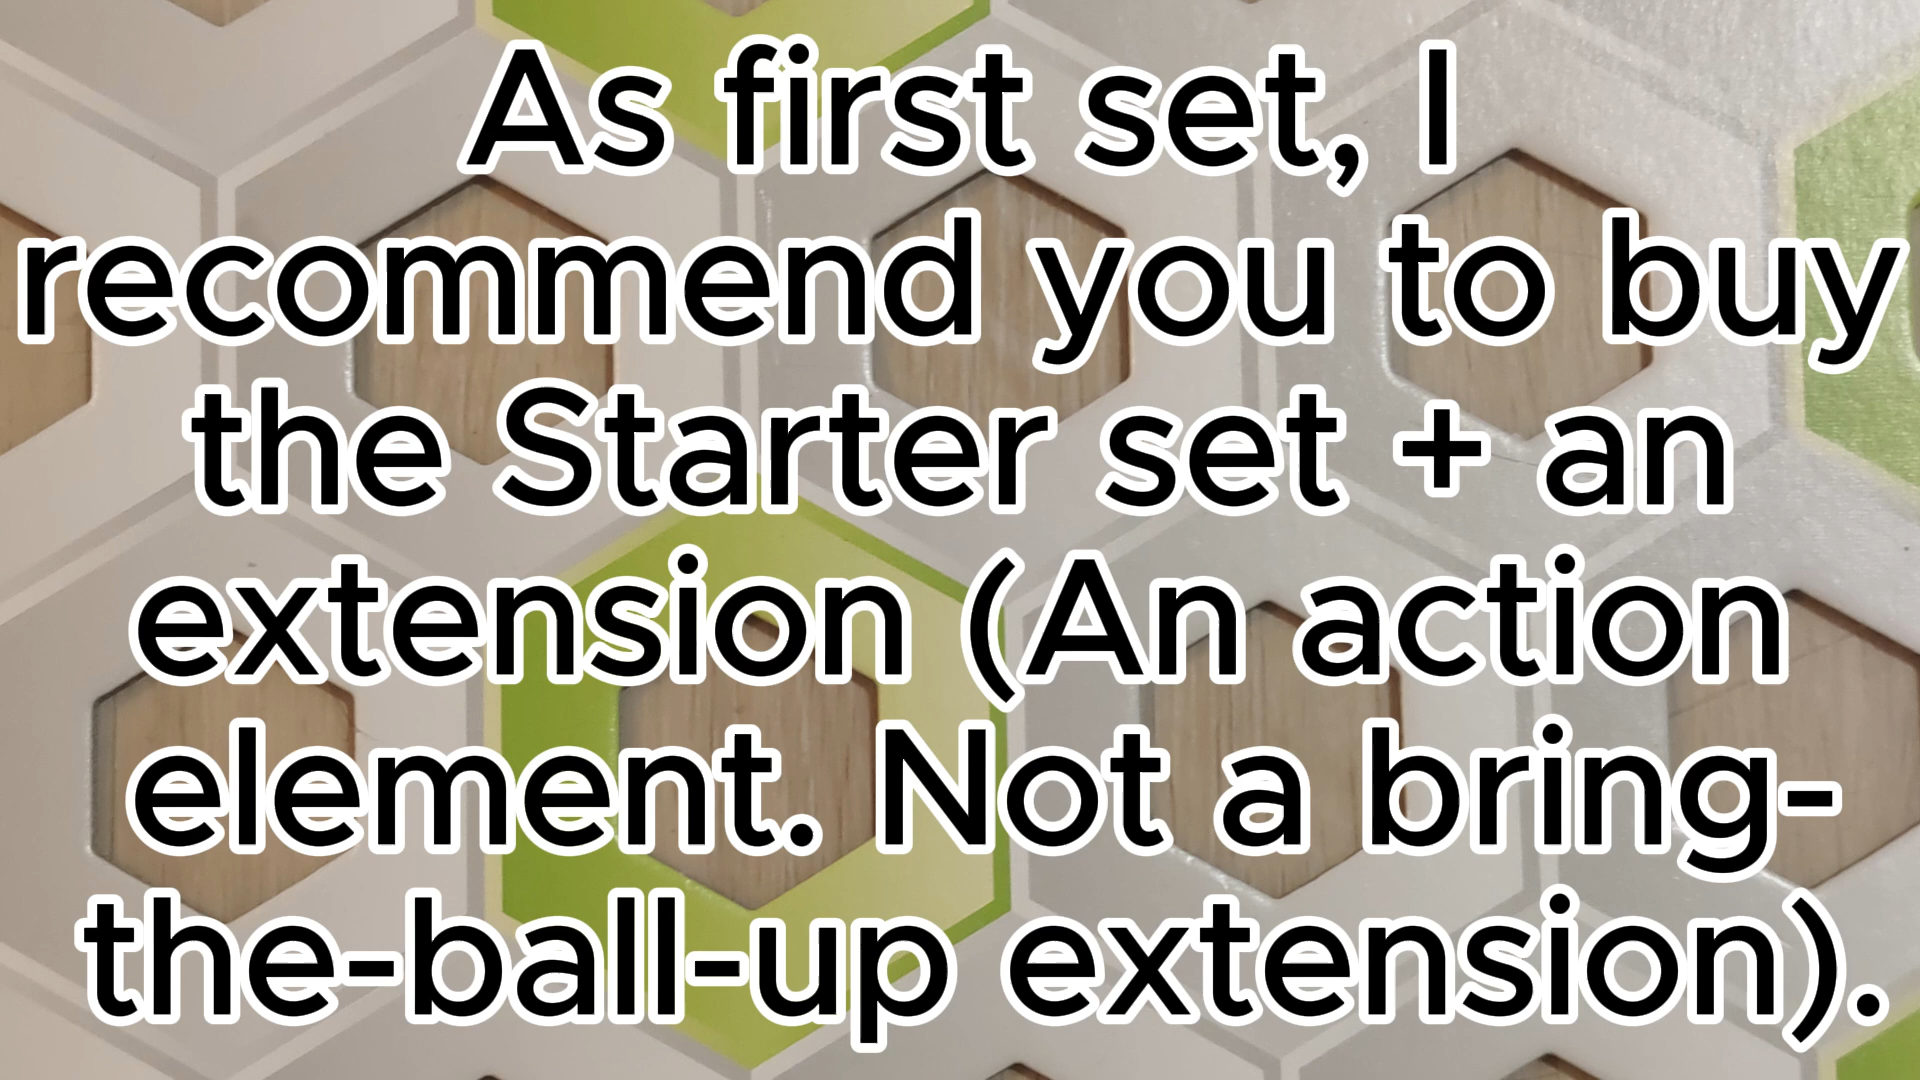 As first set, I
recommend you to buy
the Starter set + an
extension (An action
element. Not a bring-
the-ball-up extension).